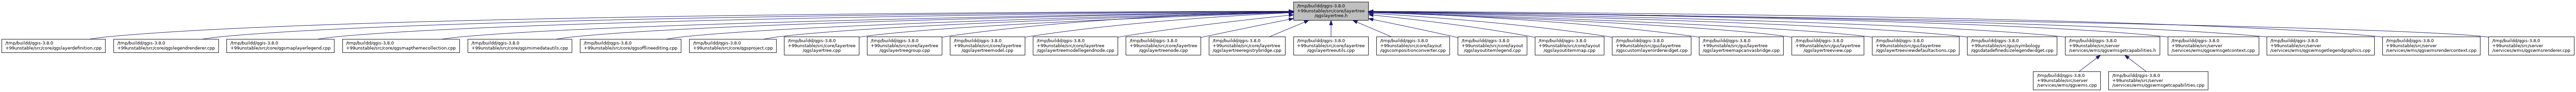 /tmp/buildd/qgis-3.8.0
+99unstable/src/core/layertree
/qgslayertree.h
/tmp/buildd/qgis-3.8.0
+99unstable/src/core/qgslayerdefinition.cpp
/tmp/buildd/qgis-3.8.0
+99unstable/src/core/qgslegendrenderer.cpp
/tmp/buildd/qgis-3.8.0
+99unstable/src/core/qgsmaplayerlegend.cpp
/tmp/buildd/qgis-3.8.0
+99unstable/src/core/qgsmapthemecollection.cpp
/tmp/buildd/qgis-3.8.0
+99unstable/src/core/qgsmimedatautils.cpp
/tmp/buildd/qgis-3.8.0
+99unstable/src/core/qgsofflineediting.cpp
/tmp/buildd/qgis-3.8.0
+99unstable/src/core/qgsproject.cpp
/tmp/buildd/qgis-3.8.0
+99unstable/src/core/layertree
/qgslayertree.cpp
/tmp/buildd/qgis-3.8.0
+99unstable/src/core/layertree
/qgslayertreegroup.cpp
/tmp/buildd/qgis-3.8.0
+99unstable/src/core/layertree
/qgslayertreemodel.cpp
/tmp/buildd/qgis-3.8.0
+99unstable/src/core/layertree
/qgslayertreemodellegendnode.cpp
/tmp/buildd/qgis-3.8.0
+99unstable/src/core/layertree
/qgslayertreenode.cpp
/tmp/buildd/qgis-3.8.0
+99unstable/src/core/layertree
/qgslayertreeregistrybridge.cpp
/tmp/buildd/qgis-3.8.0
+99unstable/src/core/layertree
/qgslayertreeutils.cpp
/tmp/buildd/qgis-3.8.0
+99unstable/src/core/layout
/qgscompositionconverter.cpp
/tmp/buildd/qgis-3.8.0
+99unstable/src/core/layout
/qgslayoutitemlegend.cpp
/tmp/buildd/qgis-3.8.0
+99unstable/src/core/layout
/qgslayoutitemmap.cpp
/tmp/buildd/qgis-3.8.0
+99unstable/src/gui/layertree
/qgscustomlayerorderwidget.cpp
/tmp/buildd/qgis-3.8.0
+99unstable/src/gui/layertree
/qgslayertreemapcanvasbridge.cpp
/tmp/buildd/qgis-3.8.0
+99unstable/src/gui/layertree
/qgslayertreeview.cpp
/tmp/buildd/qgis-3.8.0
+99unstable/src/gui/layertree
/qgslayertreeviewdefaultactions.cpp
/tmp/buildd/qgis-3.8.0
+99unstable/src/gui/symbology
/qgsdatadefinedsizelegendwidget.cpp
/tmp/buildd/qgis-3.8.0
+99unstable/src/server
/services/wms/qgswmsgetcapabilities.h
/tmp/buildd/qgis-3.8.0
+99unstable/src/server
/services/wms/qgswmsgetcontext.cpp
/tmp/buildd/qgis-3.8.0
+99unstable/src/server
/services/wms/qgswmsgetlegendgraphics.cpp
/tmp/buildd/qgis-3.8.0
+99unstable/src/server
/services/wms/qgswmsrendercontext.cpp
/tmp/buildd/qgis-3.8.0
+99unstable/src/server
/services/wms/qgswmsrenderer.cpp
/tmp/buildd/qgis-3.8.0
+99unstable/src/server
/services/wms/qgswms.cpp
/tmp/buildd/qgis-3.8.0
+99unstable/src/server
/services/wms/qgswmsgetcapabilities.cpp